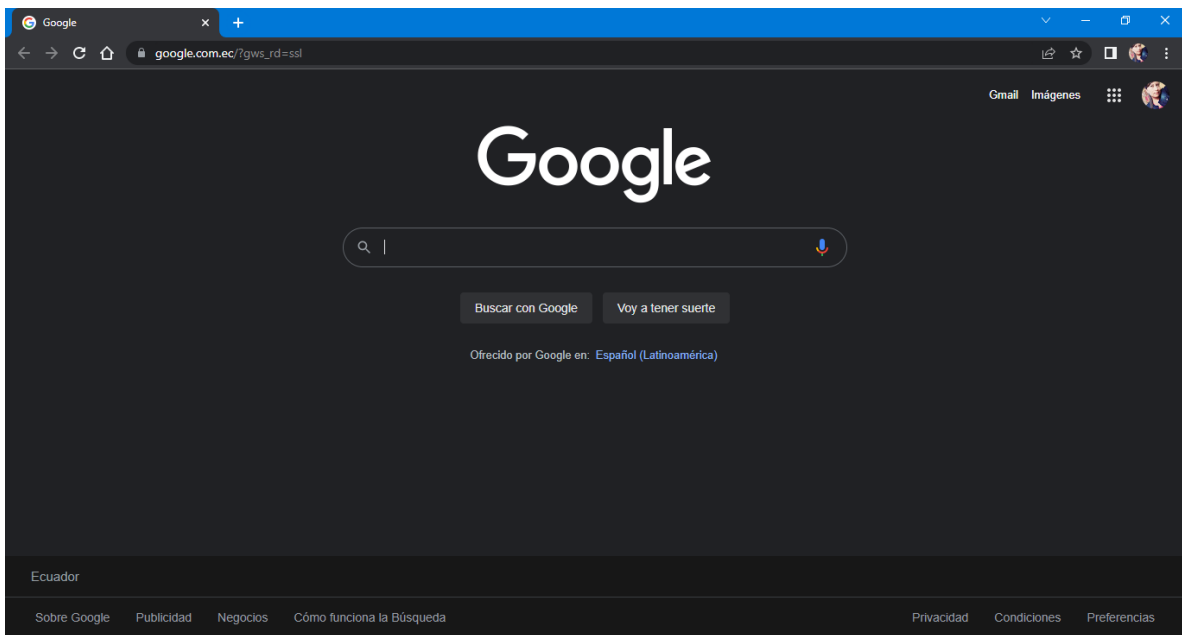 Google
google.com.ec/?gws_rd=ssl
Gmail Imágenes
Google
Buscar con Google Voy a tener suerte
Ofrecido por Google en: Español (Latinoamérica)
Ecuador
Sobre Google Publicidad Negocios Cómo funciona la Búsqueda Privacidad Condiciones Preferencias